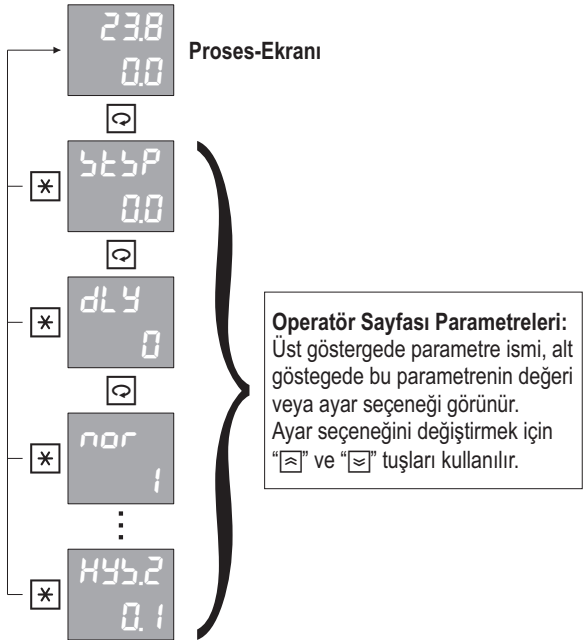 23.8
0.0
Proses-Ekranı
StSP
0.0
dLY
0
nor
1
HYS.2
0.1
Operatör Sayfası Parametreleri:
Üst göstergede parametre ismi, alt
göstegede bu parametrenin değeri
veya ayar seçeneği görünür.
Ayar seçeneğini değiştirmek için
“” ve “” tuşları kullanılır.